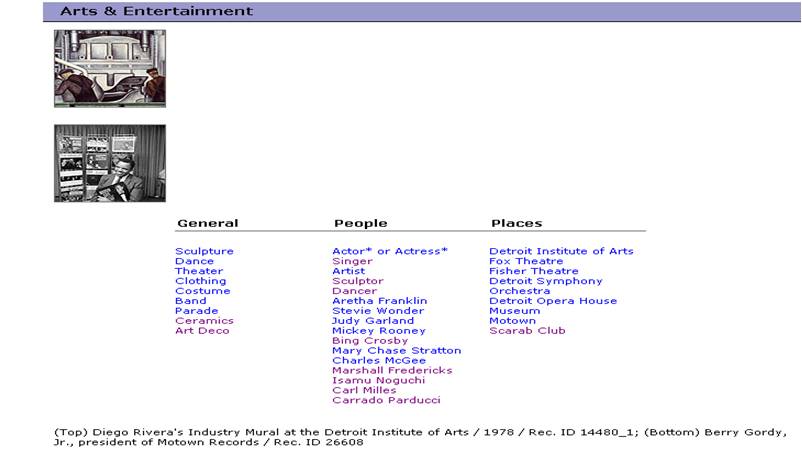 Arts & Entertainment
General
Sculpture
Dance
Theater
Clothing
Costume
Band
Parade
Ceramics
Art Deco
People
Actor* or Actress*
Singer
Artist
Sculptor
Dancer
Aretha Franklin
Stevie Wonder
Judy Garland
Mickey Rooney
Bing Crosby
Mary Chase Stratton
Charles McGee
Marshall Fredericks
Isamu Noguchi
Carl Milles
Carrado Parducci
Places
Detroit Institute of Arts
Fox Theatre
Fisher Theatre
Detroit Symphony
Orchestra
Detroit Opera House
Museum
Motown
Scarab Club
(Top) Diego Rivera's Industry Mural at the Detroit Institute of Arts / 1978 / Rec. ID 14480_1; (Bottom) Berry Gordy,
Jr., president of Motown Records / Rec. ID 26608